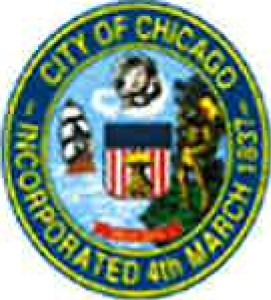 CITY OF CHICAGO
INCORPORATED 4th MARCH 1837